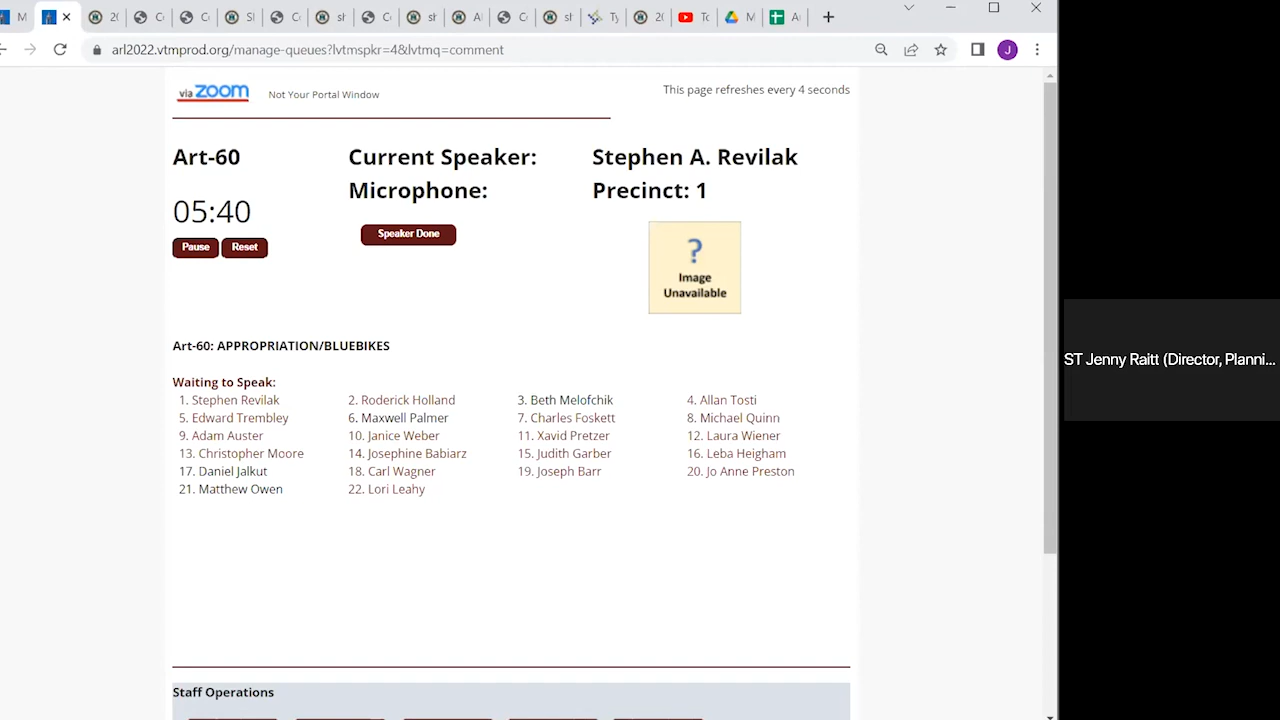 arl2022.vtmprod.org/manage-queues?lvtmspkr=4&lvtmq=comment
via zoom Not Your Portal Window
This page refreshes every 4 seconds
Art-60
Current Speaker:
Stephen A. Revilak
Microphone:
Precinct: 1
05:40
Pause Reset
Speaker Done
?
Image
Unavailable
Art-60: APPROPRIATION/BLUEBIKES
Waiting to Speak:
1. Stephen Revilak 2. Roderick Holland 3. Beth Melofchik 4. Allan Tosti
5. Edward Trembley 6. Maxwell Palmer 7. Charles Foskett 8. Michael Quinn
9. Adam Auster 10. Janice Weber 11. Xavid Pretzer 12. Laura Wiener
13. Christopher Moore 14. Josephine Babiarz 15. Judith Garber 16. Leba Heigham
17. Daniel Jalkut 18. Carl Wagner 19. Joseph Barr 20. Jo Anne Preston
21. Matthew Owen 22. Lori Leahy
Staff Operations
ST Jenny Raitt (Director, Planni...
J